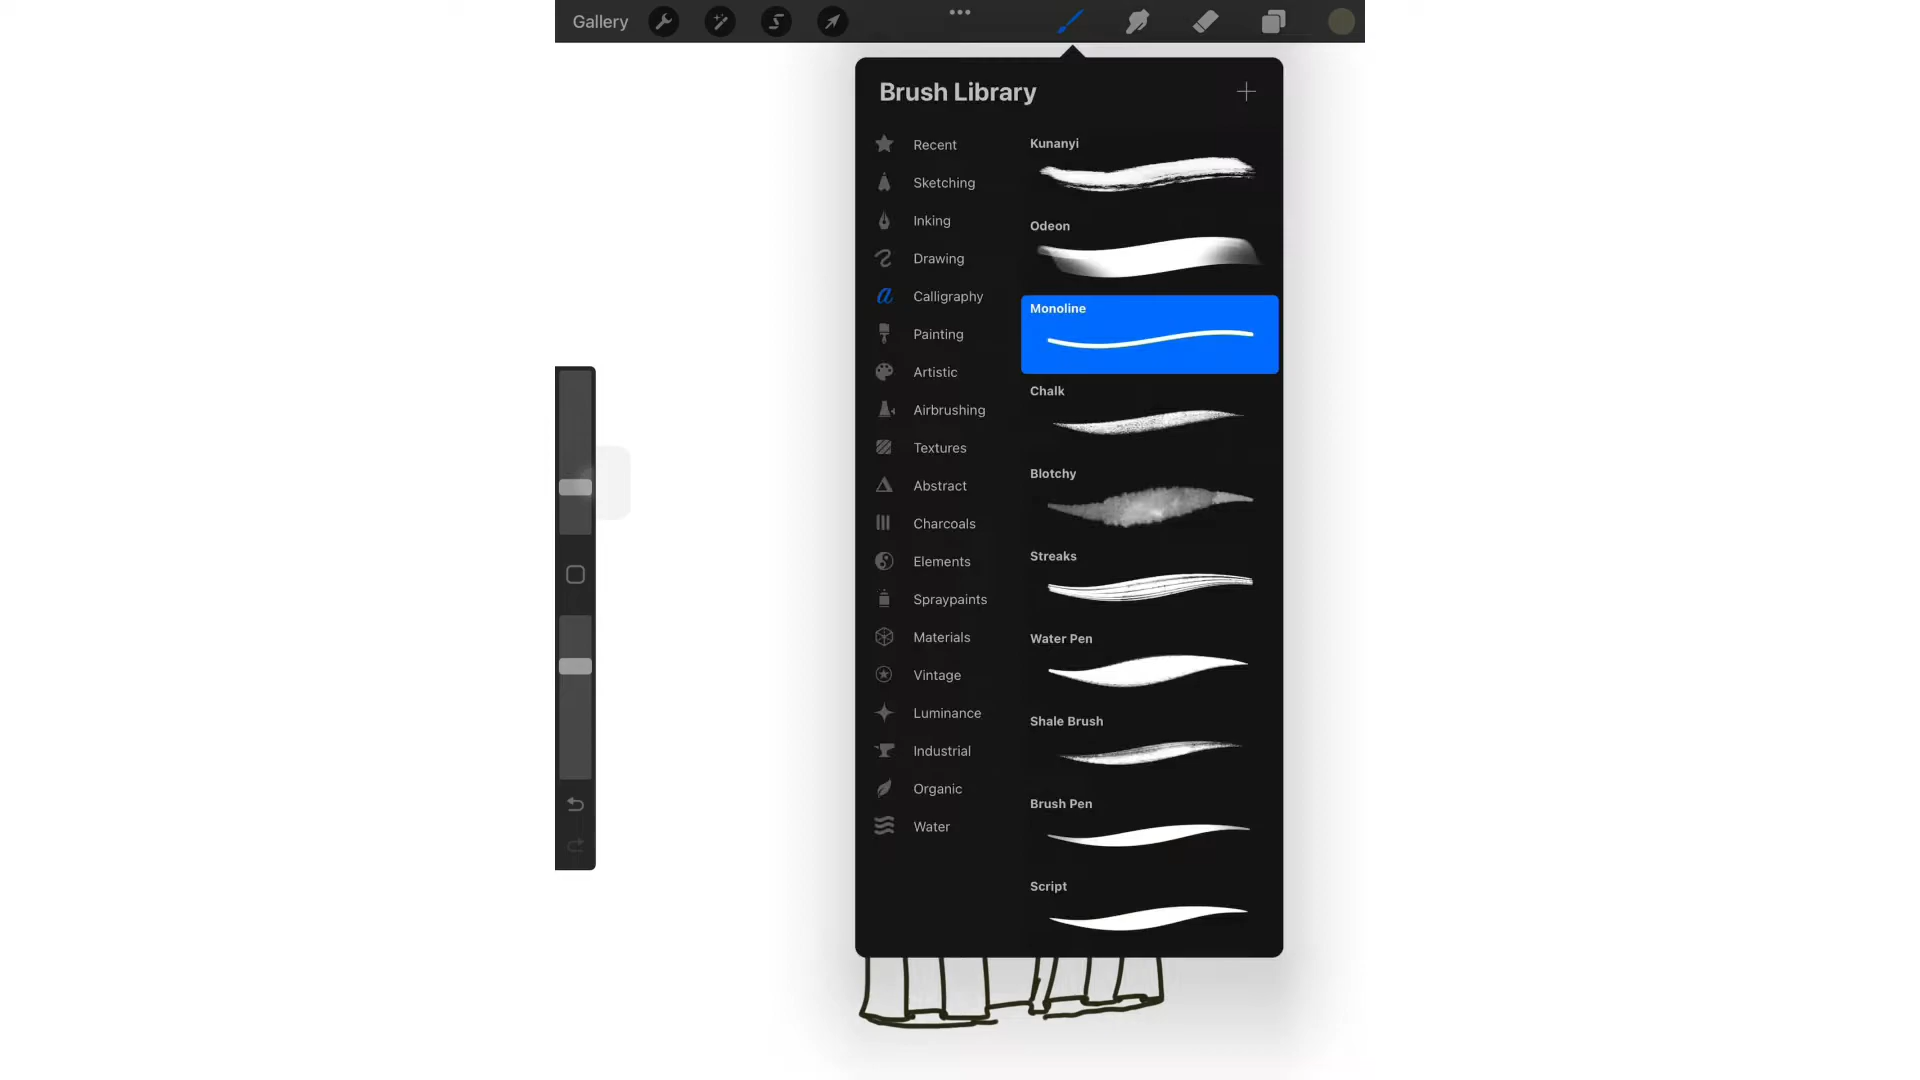 Gallery
Brush Library
Recent
Sketching
Inking
Drawing
Calligraphy
Painting
Artistic
Airbrushing
Textures
Abstract
Charcoals
Elements
Spraypaints
Materials
Vintage
Luminance
Industrial
Organic
Water
Kunanyi
Odeon
Monoline
Chalk
Blotchy
Streaks
Water Pen
Shale Brush
Brush Pen
Script